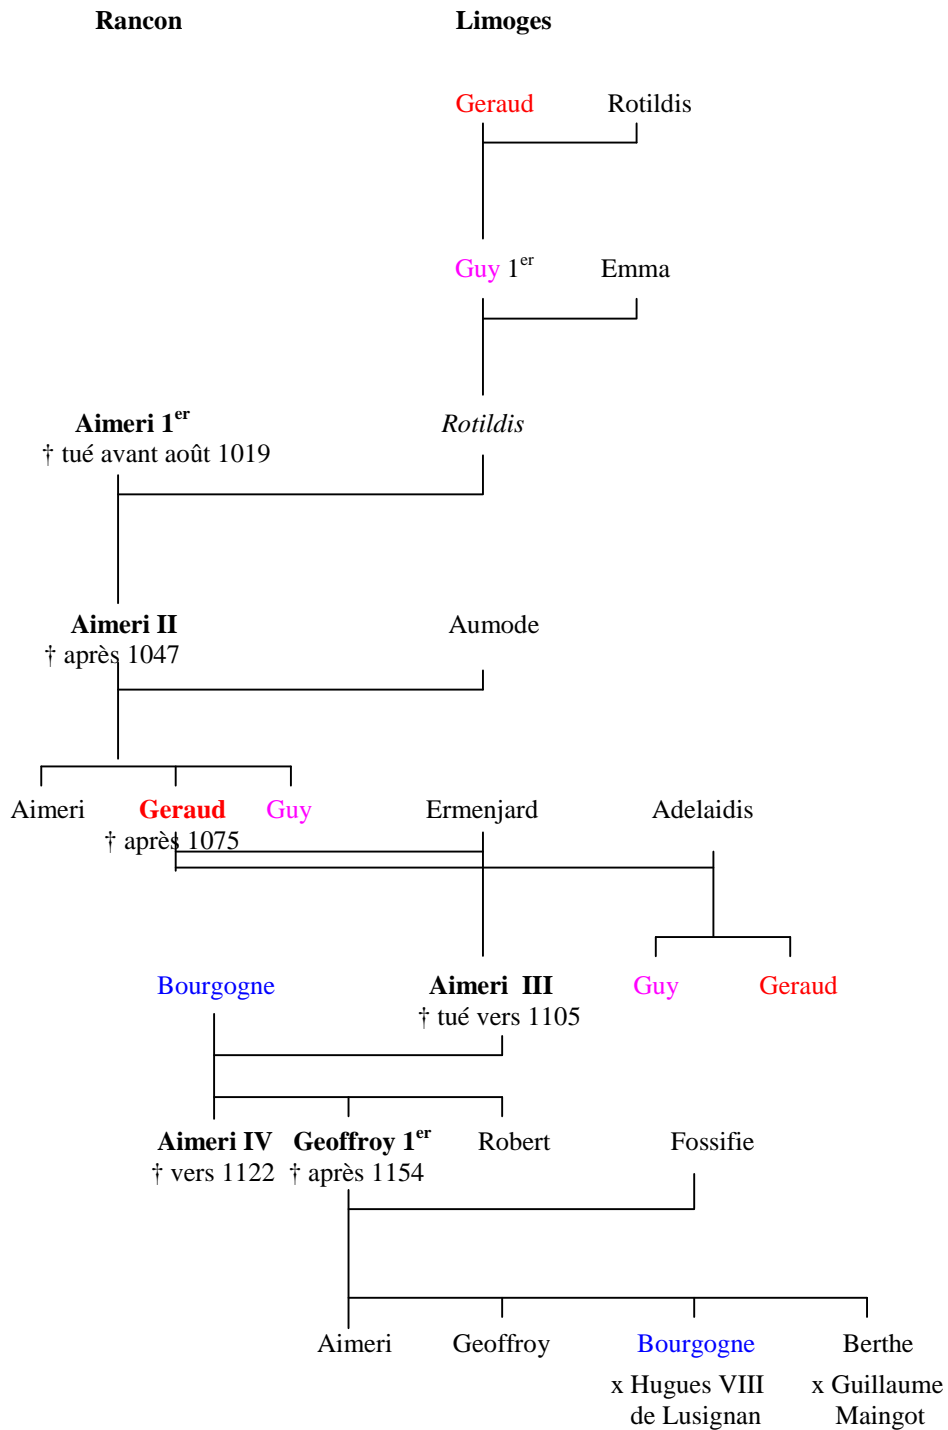 Rancon Limoges
Geraud Rotildis
Guy 1er Emma
Aimeri 1er Rotildis
† tué avant août 1019
Aimeri II Aumode
† après 1047
Aimeri Geraud Guy Ermenjard Adelaidis
† après 1075
Bourgogne Aimeri III Guy Geraud
† tué vers 1105
Aimeri IV Geoffroy 1er Robert Fossifie
† vers 1122 † après 1154
Aimeri Geoffroy Bourgogne Berthe
x Hugues VIII x Guillaume
de Lusignan Maingot